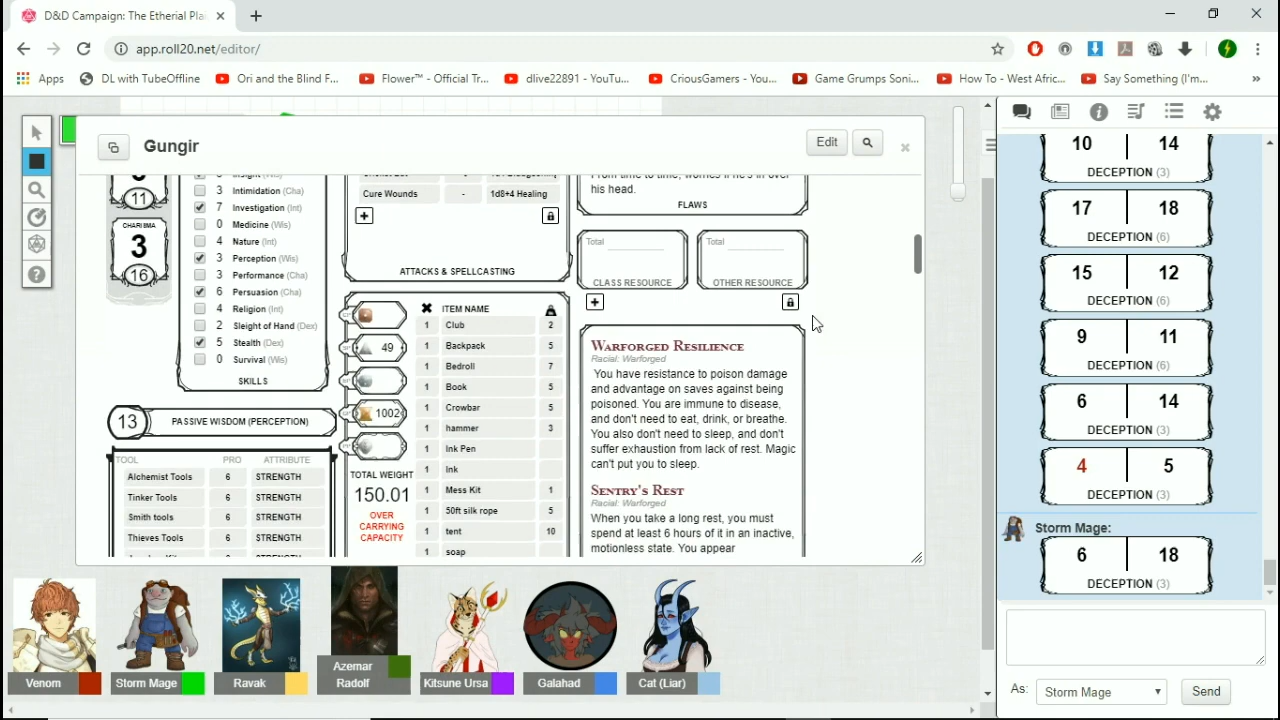 D&D Campaign: The Etherial Plai
app.roll20.net/editor/
Apps
DL with TubeOffline
Ori and the Blind F...
Flower™ - Official Tr...
dlive22891 - YouTu...
CriousGamers - You...
Game Grumps Soni...
How To - West Afric...
Say Something (I'm...
Gungir
Edit
11
CHARISMA
3
16
3 Intimidation (Cha)
7 Investigation (Int)
0 Medicine (Wis)
4 Nature (Int)
3 Perception (Wis)
3 Performance (Cha)
6 Persuasion (Cha)
4 Religion (Int)
2 Sleight of Hand (Dex)
5 Stealth (Dex)
0 Survival (Wis)
SKILLS
13 PASSIVE WISDOM (PERCEPTION)
TOOL PRO ATTRIBUTE
Alchemist Tools 6 STRENGTH
Tinker Tools 6 STRENGTH
Smith tools 6 STRENGTH
Thieves Tools 6 STRENGTH
Cure Wounds - 1d8+4 Healing
ATTACKS & SPELLCASTING
49
1002
TOTAL WEIGHT
150.01
OVER
CARRYING
CAPACITY
ITEM NAME
1 Club 2
1 Backpack 5
1 Bedroll 7
1 Book 5
1 Crowbar 5
1 hammer 3
1 Ink Pen
1 Ink
1 Mess Kit 1
1 50ft silk rope 5
1 tent 10
1 soap
From time to time, worries if he's in over
his head.
FLAWS
Total
CLASS RESOURCE
Total
OTHER RESOURCE
WARFORGED RESILIENCE
Racial: Warforged
You have resistance to poison damage
and advantage on saves against being
poisoned. You are immune to disease,
and don't need to eat, drink, or breathe.
You also don't need to sleep, and don't
suffer exhaustion from lack of rest. Magic
can't put you to sleep.
SENTRY'S REST
Racial: Warforged
When you take a long rest, you must
spend at least 6 hours of it in an inactive,
motionless state. You appear
10 14
DECEPTION (3)
17 18
DECEPTION (6)
15 12
DECEPTION (6)
9 11
DECEPTION (6)
6 14
DECEPTION (3)
4 5
DECEPTION (3)
Storm Mage:
6 18
DECEPTION (3)
As: Storm Mage Send
Venom
Storm Mage
Ravak
Azemar
Radolf
Kitsune Ursa
Galahad
Cat (Liar)